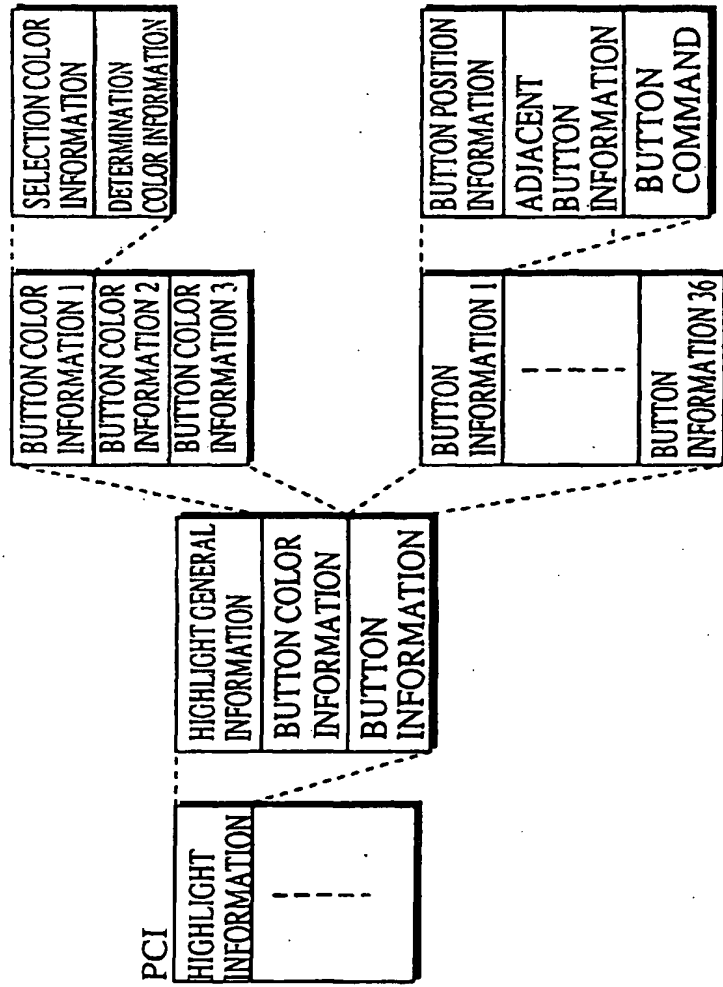 PCI
HIGHLIGHT
INFORMATION
HIGHLIGHT GENERAL
INFORMATION
BUTTON COLOR
INFORMATION
BUTTON
INFORMATION
BUTTON COLOR
INFORMATION 1
BUTTON COLOR
INFORMATION 2
BUTTON COLOR
INFORMATION 3
SELECTION COLOR
INFORMATION
DETERMINATION
COLOR INFORMATION
BUTTON
INFORMATION 1
BUTTON
INFORMATION 36
BUTTON POSITION
INFORMATION
ADJACENT
BUTTON
INFORMATION
BUTTON
COMMAND